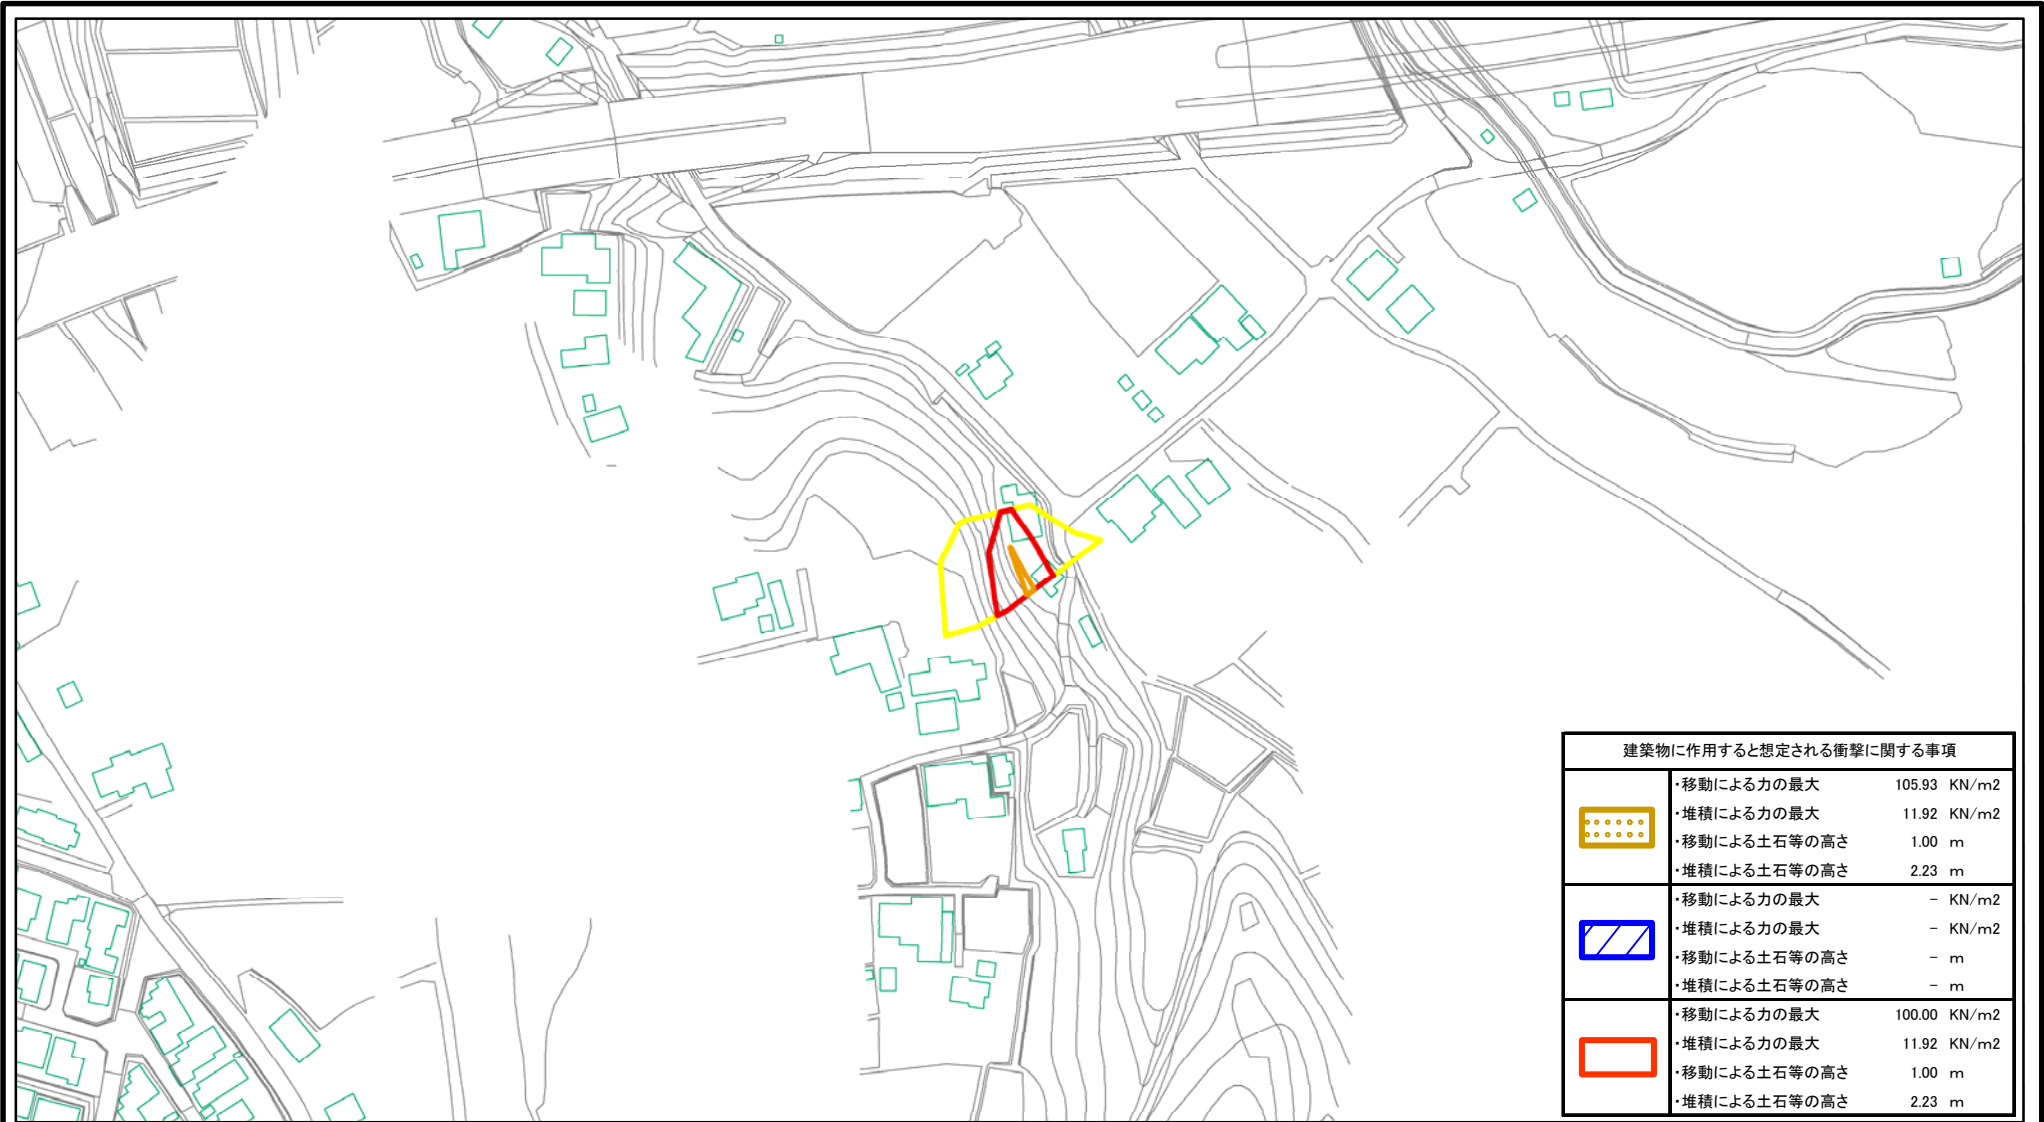 建築物に作用すると想定される衝撃に関する事項
・移動による力の最大 105.93 KN/m2
・堆積による力の最大 11.92 KN/m2
・移動による土石等の高さ 1.00 m
・堆積による土石等の高さ 2.23 m
・移動による力の最大 - KN/m2
・堆積による力の最大 - KN/m2
・移動による土石等の高さ - m
・堆積による土石等の高さ - m
・移動による力の最大 100.00 KN/m2
・堆積による力の最大 11.92 KN/m2
・移動による土石等の高さ 1.00 m
・堆積による土石等の高さ 2.23 m